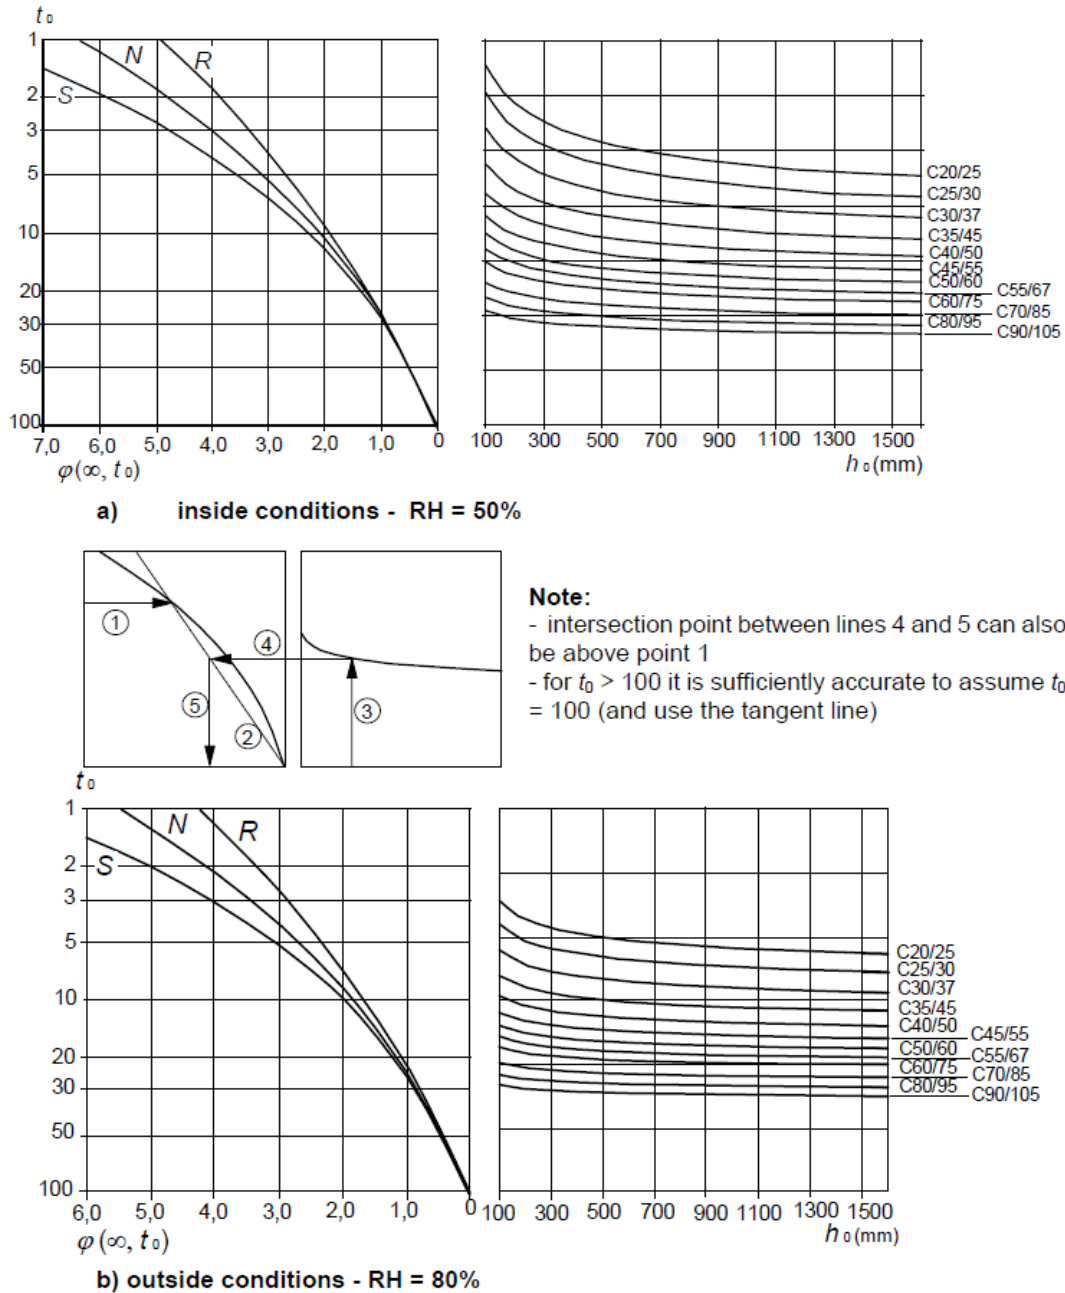 t₀
1
2
3
5
10
20
30
50
100
S
N
R
7,0 6,0 5,0 4,0 3,0 2,0 1,0 0
φ(∞, t₀)
C20/25
C25/30
C30/37
C35/45
C40/50
C45/55
C50/60
C55/67
C60/75
C70/85
C80/95
C90/105
100 300 500 700 900 1100 1300 1500
h₀(mm)
a) inside conditions - RH = 50%
1
2
3
4
5
Note:
- intersection point between lines 4 and 5 can also
be above point 1
- for t₀ > 100 it is sufficiently accurate to assume t₀
= 100 (and use the tangent line)
t₀
1
2
3
5
10
20
30
50
100
S
N
R
6,0 5,0 4,0 3,0 2,0 1,0 0
φ(∞, t₀)
C20/25
C25/30
C30/37
C35/45
C40/50
C45/55
C50/60
C55/67
C60/75
C70/85
C80/95
C90/105
100 300 500 700 900 1100 1300 1500
h₀(mm)
b) outside conditions - RH = 80%